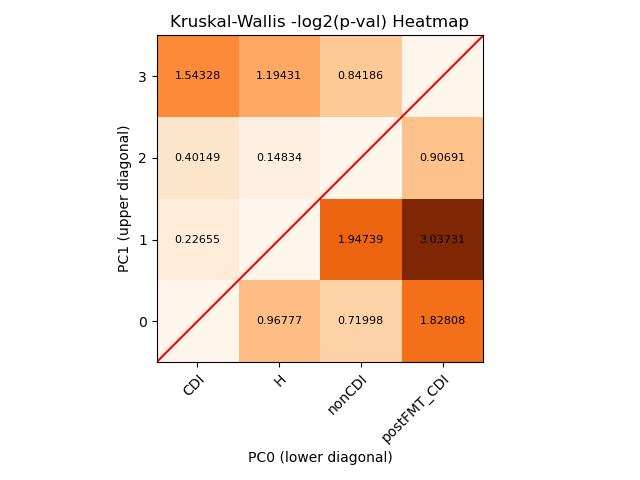 Kruskal-Wallis -log2(p-val) Heatmap
PC1 (upper diagonal)
3
1.54328 1.19431 0.84186
2
0.40149 0.14834 0.90691
1
0.22655 1.94739 3.03731
0
0.96777 0.71998 1.82808
CDI H nonCDI postFMT_CDI
PC0 (lower diagonal)